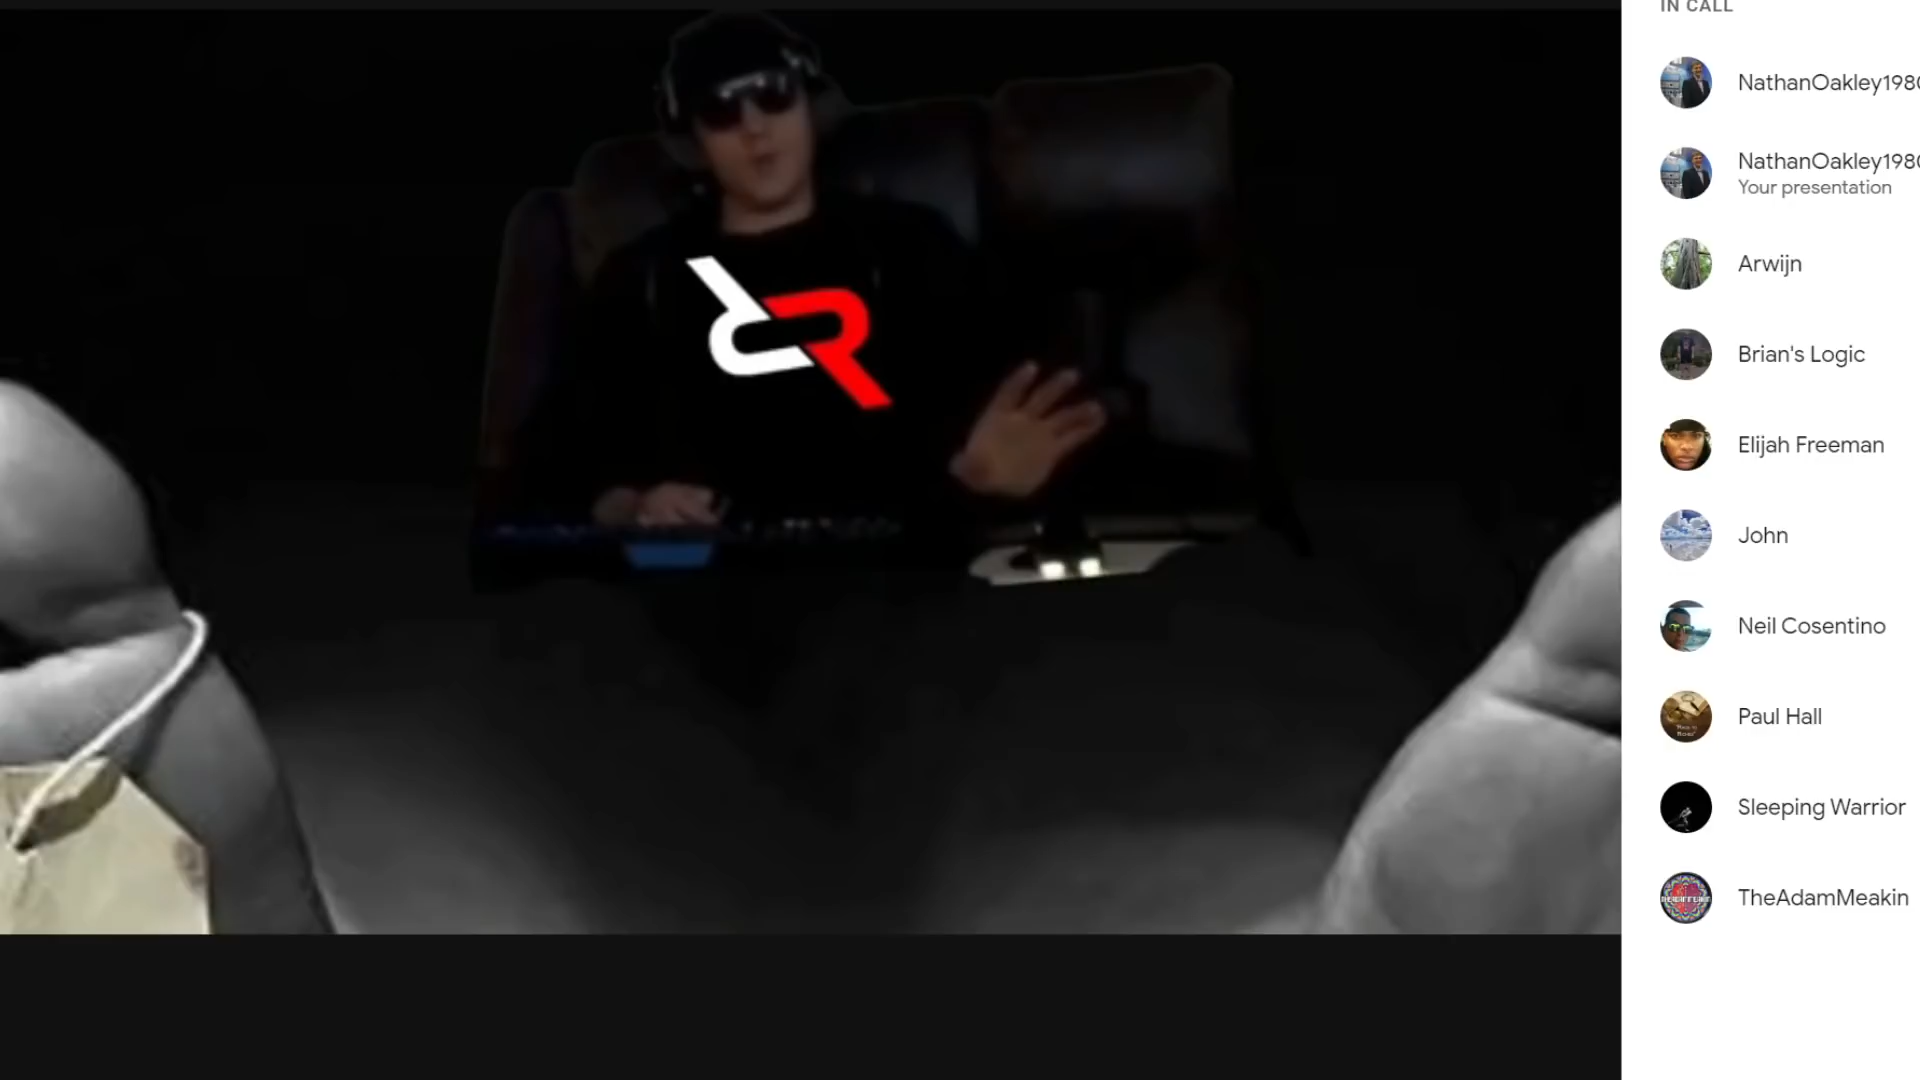 IN CALL
NathanOakley198
NathanOakley198
Your presentation
Arwijn
Brian's Logic
Elijah Freeman
John
Neil Cosentino
Paul Hall
Sleeping Warrior
TheAdamMeakin